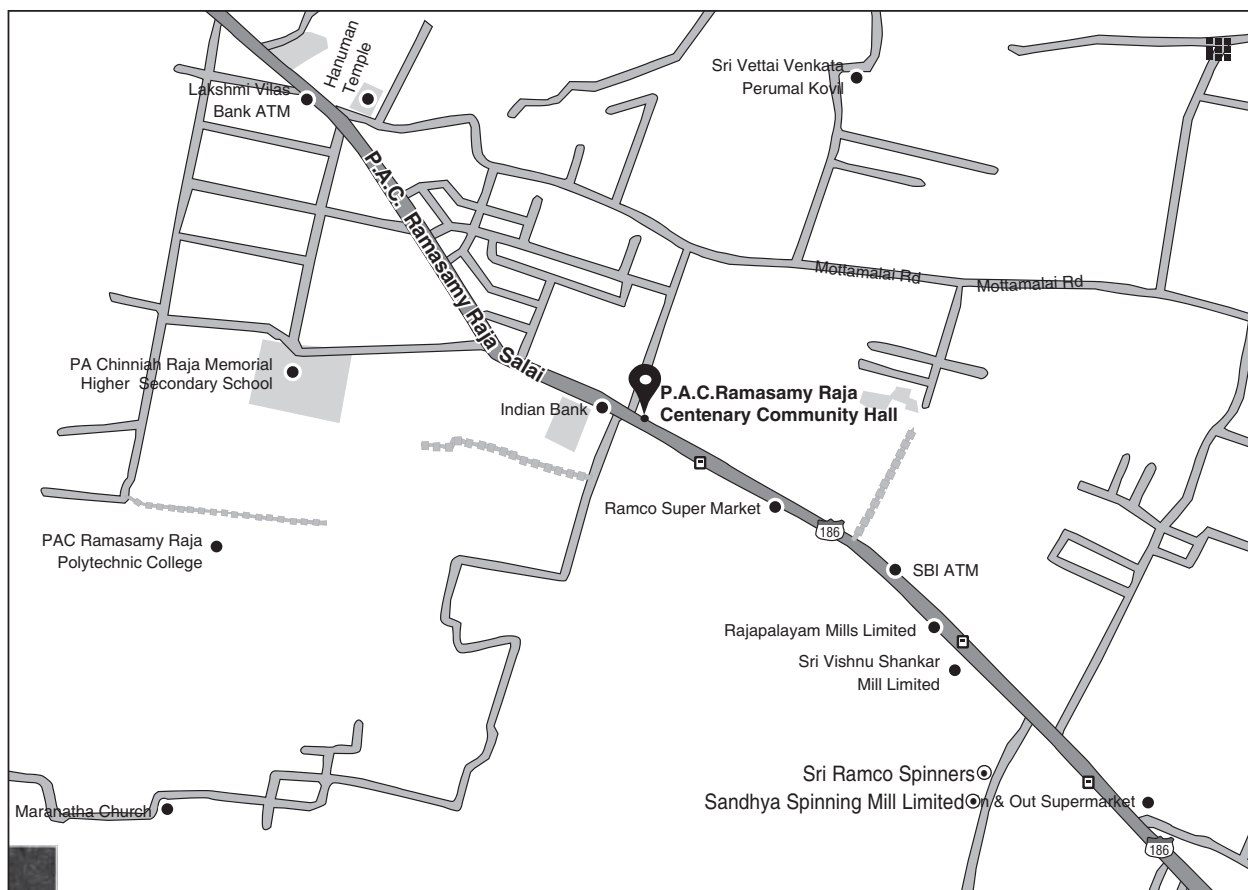 Hanuman
Temple
Lakshmi Vilas
Bank ATM
Sri Vettai Venkata
Perumal Kovil
P.A.C. Ramasamy Raja Salai
Mottamalai Rd
Mottamalai Rd
PA Chinniah Raja Memorial
Higher Secondary School
Indian Bank
P.A.C.Ramasamy Raja
Centenary Community Hall
Ramco Super Market
186
PAC Ramasamy Raja
Polytechnic College
SBI ATM
Rajapalayam Mills Limited
Sri Vishnu Shankar
Mill Limited
Sri Ramco Spinners
Sandhya Spinning Mill Limited
n & Out Supermarket
Maranatha Church
186